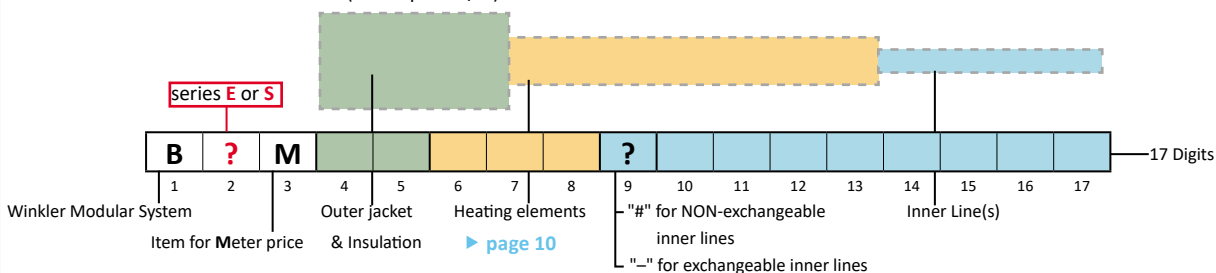 series E or S
B ? M ?
17 Digits
1 2 3 4 5 6 7 8 9 10 11 12 13 14 15 16 17
Winkler Modular System
Outer jacket
Heating elements
"#" for NON-exchangeable
Inner Line(s)
Item for Meter price
& Insulation
▶ page 10
inner lines
"–" for exchangeable inner lines